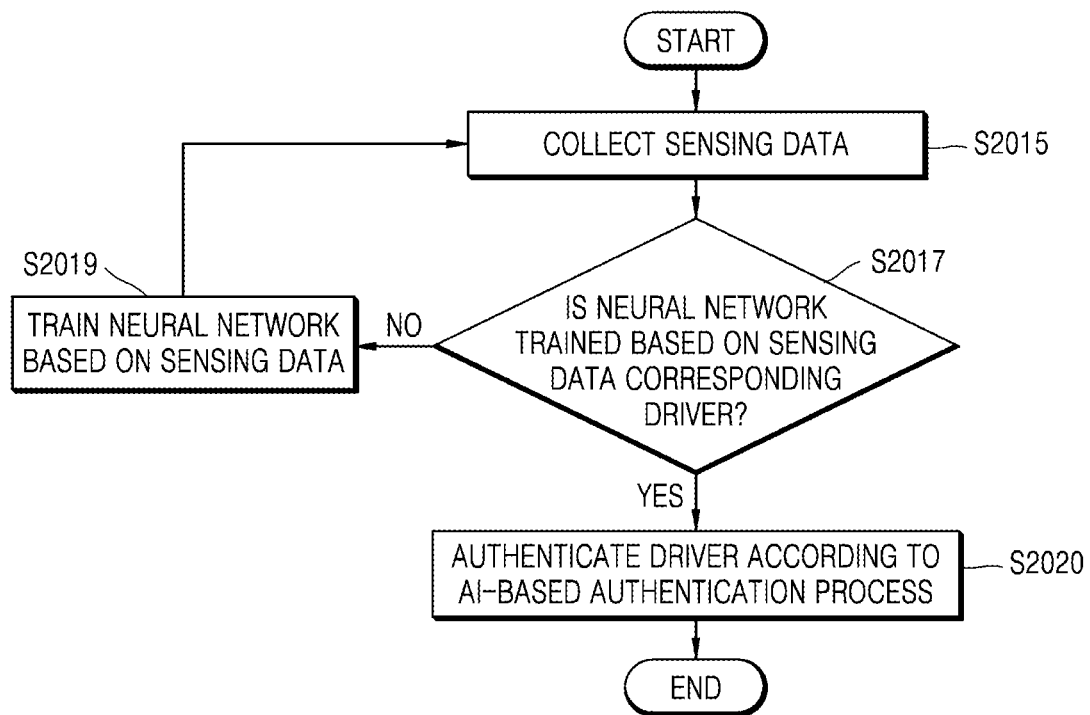 START
COLLECT SENSING DATA
S2015
S2019
S2017
TRAIN NEURAL NETWORK
BASED ON SENSING DATA
NO
IS NEURAL NETWORK
TRAINED BASED ON SENSING
DATA CORRESPONDING
DRIVER?
YES
AUTHENTICATE DRIVER ACCORDING TO
AI-BASED AUTHENTICATION PROCESS
S2020
END